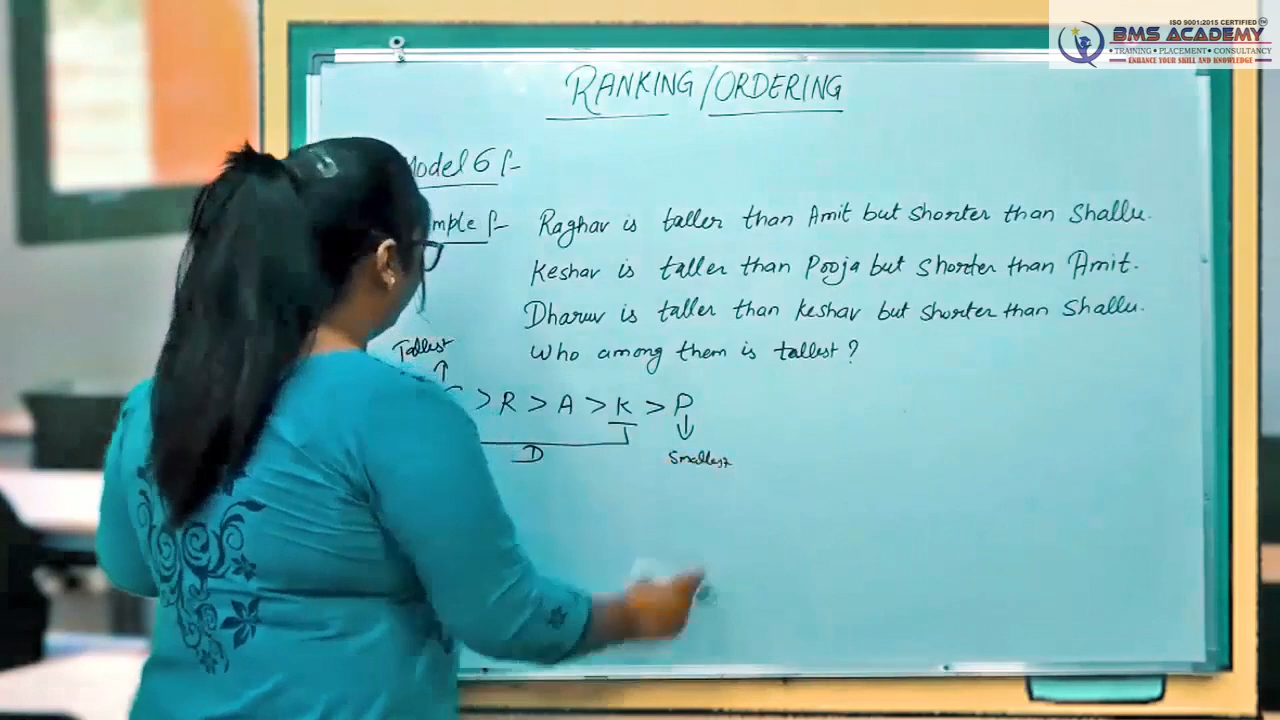 ISO 9001:2015 CERTIFIED TM
BMS ACADEMY
• TRAINING • PLACEMENT • CONSULTANCY
ENHANCE YOUR SKILL AND KNOWLEDGE
RANKING/ORDERING
Model 6 :-
mple :- Raghav is taller than Amit but shorter than Shallu.
Keshav is taller than Pooja but shorter than Amit.
Dharuv is taller than Keshav but shorter than Shallu.
Who among them is tallest?
Tallest
> R > A > K > P
D
Smallest